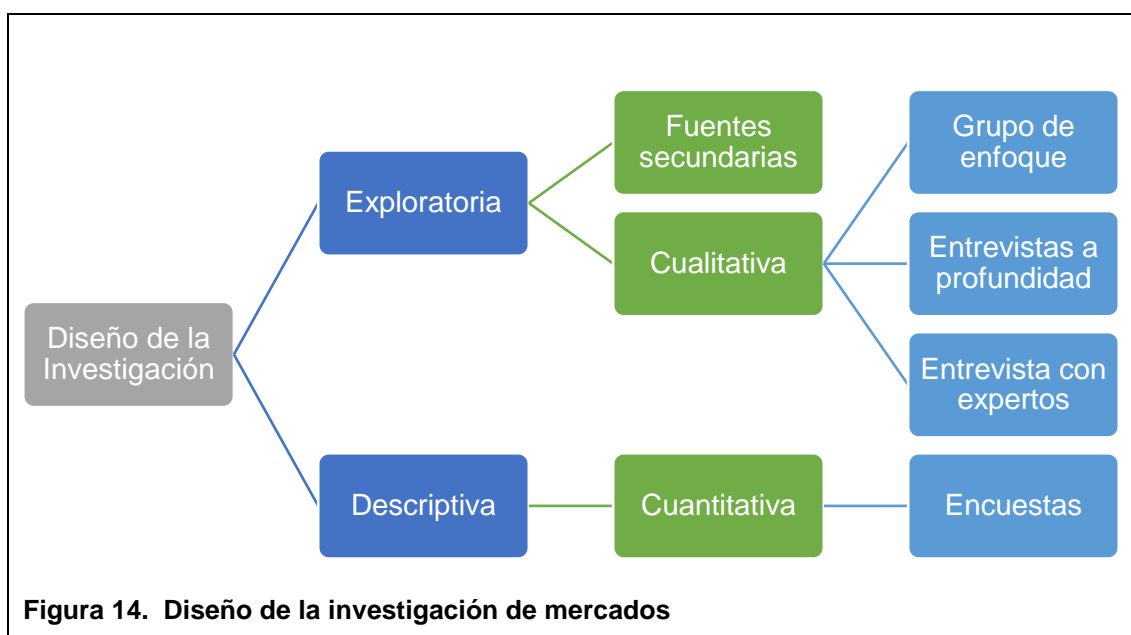 Diseño de la
Investigación
Exploratoria
Fuentes
secundarias
Cualitativa
Grupo de
enfoque
Entrevistas a
profundidad
Entrevista con
expertos
Descriptiva
Cuantitativa
Encuestas
Figura 14. Diseño de la investigación de mercados